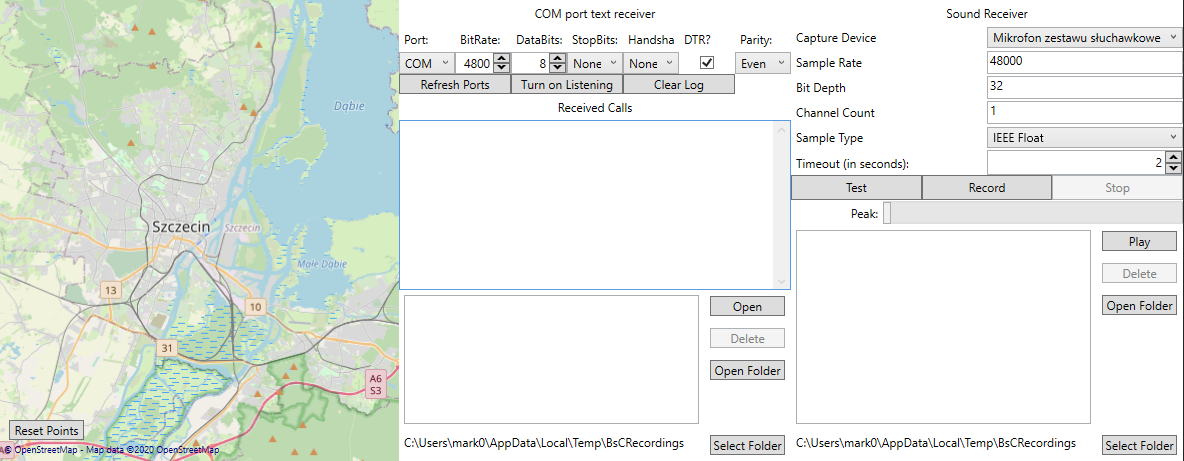 Dąbie
Szczecin
Szczecin
Małe Dąbie
13
10
31
A6
S3
Reset Points
© OpenStreetMap - Map data ©2020 OpenStreetMap
COM port text receiver
Port: BitRate: DataBits: StopBits: Handsha DTR? Parity:
COM 4800 8 None None Even
Refresh Ports Turn on Listening Clear Log
Received Calls
Open
Delete
Open Folder
C:\Users\mark0\AppData\Local\Temp\BsCRecordings Select Folder
Sound Receiver
Capture Device Mikrofon zestawu słuchawkowe
Sample Rate 48000
Bit Depth 32
Channel Count 1
Sample Type IEEE Float
Timeout (in seconds): 2
Test Record Stop
Peak:
Play
Delete
Open Folder
C:\Users\mark0\AppData\Local\Temp\BsCRecordings Select Folder